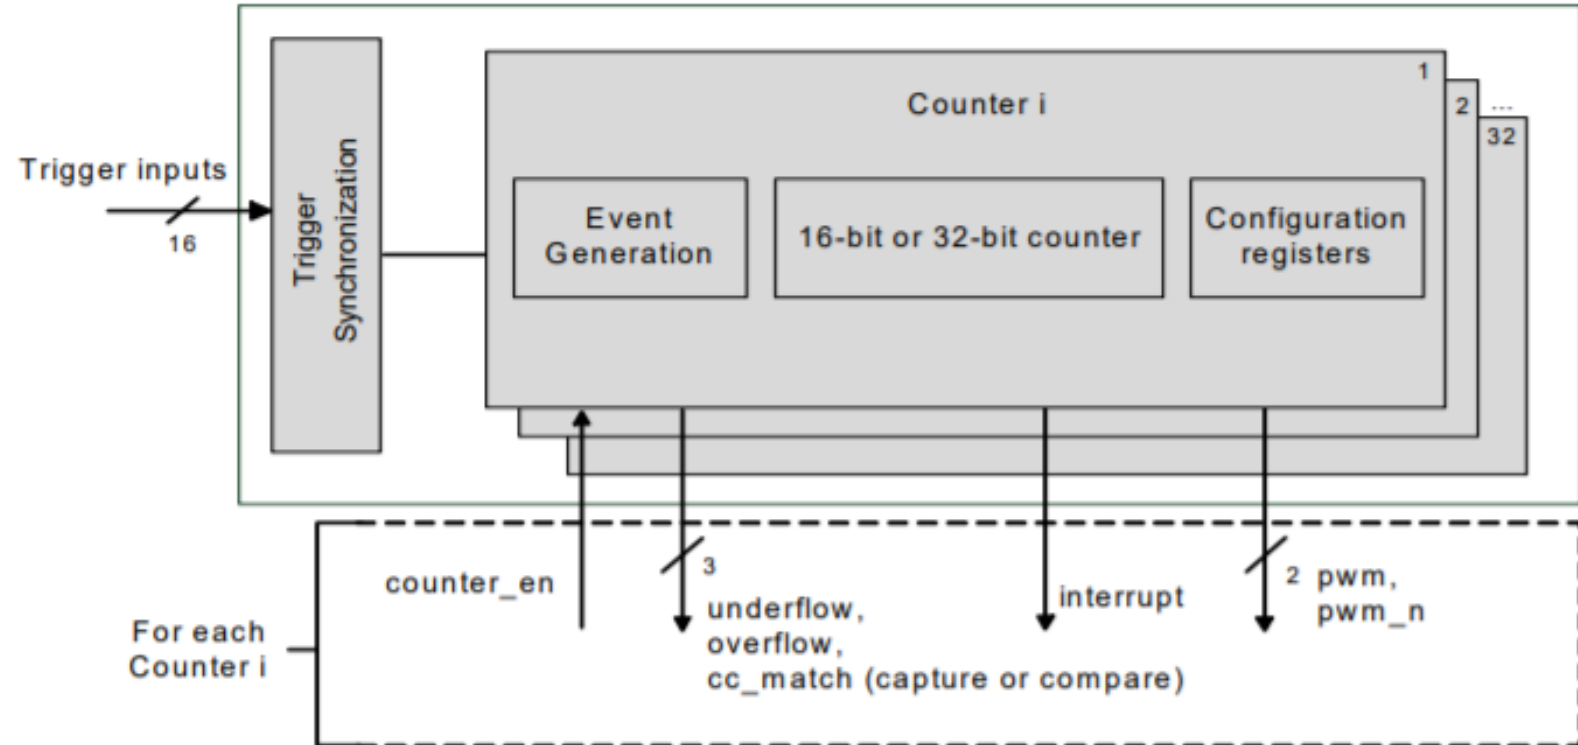 1
Counter i
2
...
32
Trigger inputs
16
Trigger
Synchronization
Event
Generation
16-bit or 32-bit counter
Configuration
registers
counter_en
3
underflow,
overflow,
cc_match (capture or compare)
interrupt
2 pwm,
pwm_n
For each
Counter i